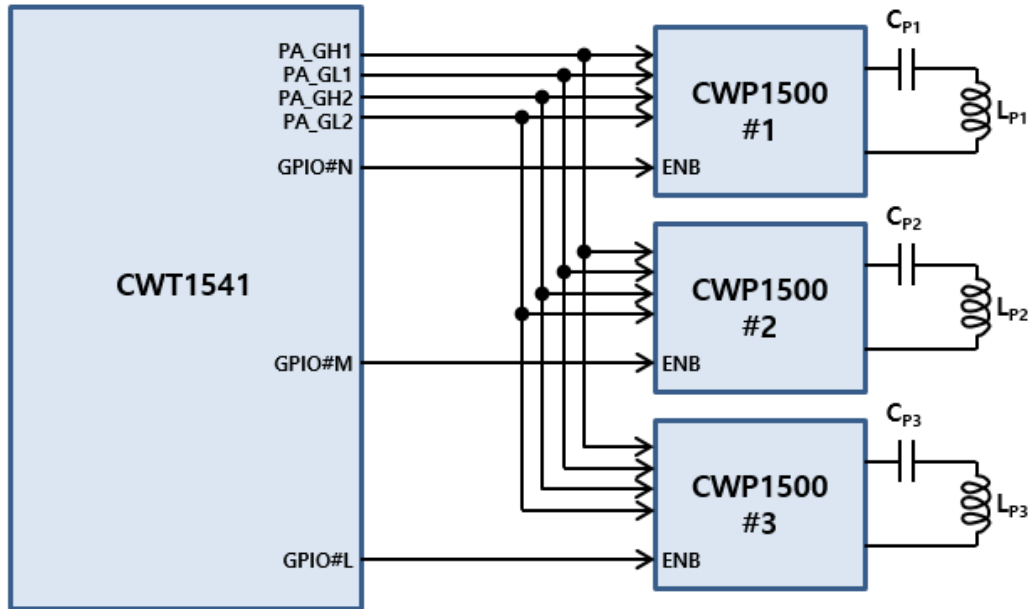 PA_GH1
PA_GL1
PA_GH2
PA_GL2
GPIO#N
CWT1541
GPIO#M
GPIO#L
CWP1500
#1
ENB
CP1
LP1
CWP1500
#2
ENB
CP2
LP2
CWP1500
#3
ENB
CP3
LP3